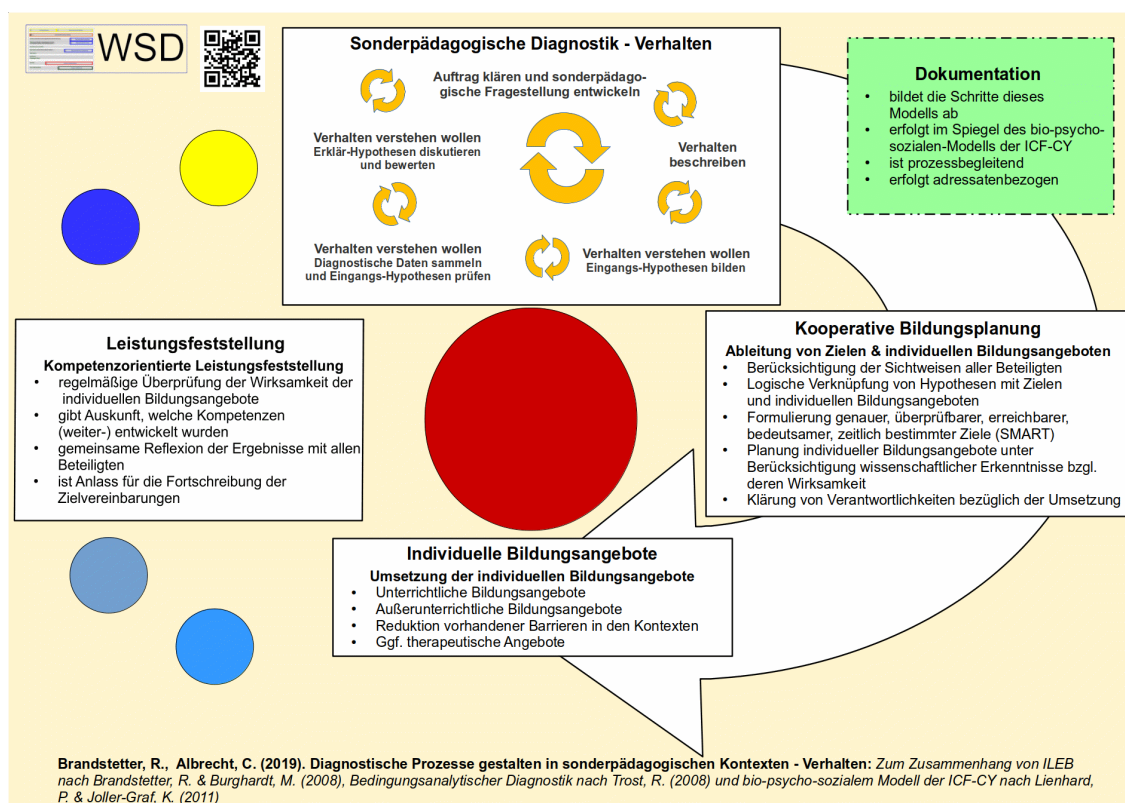 WSD
Sonderpädagogische Diagnostik - Verhalten
Auftrag klären und sonderpädago-
gische Fragestellung entwickeln
Verhalten
beschreiben
Verhalten verstehen wollen
Eingangs-Hypothesen bilden
Verhalten verstehen wollen
Diagnostische Daten sammeln
und Eingangs-Hypothesen prüfen
Verhalten verstehen wollen
Erklär-Hypothesen diskutieren
und bewerten
Dokumentation
• bildet die Schritte dieses
Modells ab
• erfolgt im Spiegel des bio-psycho-
sozialen-Modells der ICF-CY
• ist prozessbegleitend
• erfolgt adressatenbezogen
Kooperative Bildungsplanung
Ableitung von Zielen & individuellen Bildungsangeboten
• Berücksichtigung der Sichtweisen aller Beteiligten
• Logische Verknüpfung von Hypothesen mit Zielen
und individuellen Bildungsangeboten
• Formulierung genauer, überprüfbarer, erreichbarer,
bedeutsamer, zeitlich bestimmter Ziele (SMART)
• Planung individueller Bildungsangebote unter
Berücksichtigung wissenschaftlicher Erkenntnisse bzgl.
deren Wirksamkeit
• Klärung von Verantwortlichkeiten bezüglich der Umsetzung
Individuelle Bildungsangebote
Umsetzung der individuellen Bildungsangebote
• Unterrichtliche Bildungsangebote
• Außerunterrichtliche Bildungsangebote
• Reduktion vorhandener Barrieren in den Kontexten
• Ggf. therapeutische Angebote
Leistungsfeststellung
Kompetenzorientierte Leistungsfeststellung
• regelmäßige Überprüfung der Wirksamkeit der
individuellen Bildungsangebote
• gibt Auskunft, welche Kompetenzen
(weiter-) entwickelt wurden
• gemeinsame Reflexion der Ergebnisse mit allen
Beteiligten
• ist Anlass für die Fortschreibung der
Zielvereinbarungen
Brandstetter, R., Albrecht, C. (2019). Diagnostische Prozesse gestalten in sonderpädagogischen Kontexten - Verhalten: Zum Zusammenhang von ILEB
nach Brandstetter, R. & Burghardt, M. (2008), Bedingungsanalytischer Diagnostik nach Trost, R. (2008) und bio-psycho-sozialem Modell der ICF-CY nach Lienhard,
P. & Joller-Graf, K. (2011)